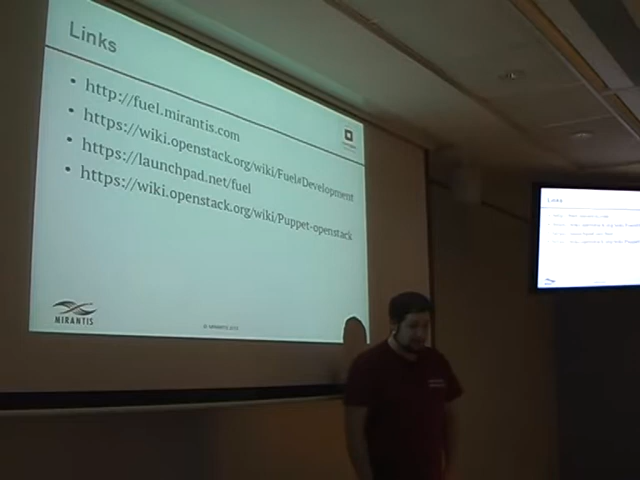 Links
• http://fuel.mirantis.com
• https://wiki.openstack.org/wiki/Fuel#Development
• https://launchpad.net/fuel
• https://wiki.openstack.org/wiki/Puppet-openstack
MIRANTIS
Links